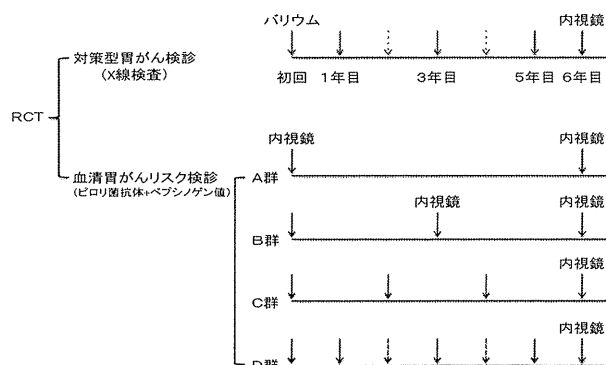 バリウム
内視鏡
対策型胃がん検診
(X線検査)
初回 1年目 3年目 5年目 6年目
RCT
内視鏡 内視鏡
血清胃がんリスク検診
(ピロリ菌抗体+ペプシノゲン値)
A群
内視鏡 内視鏡
B群
内視鏡
C群
内視鏡
D群